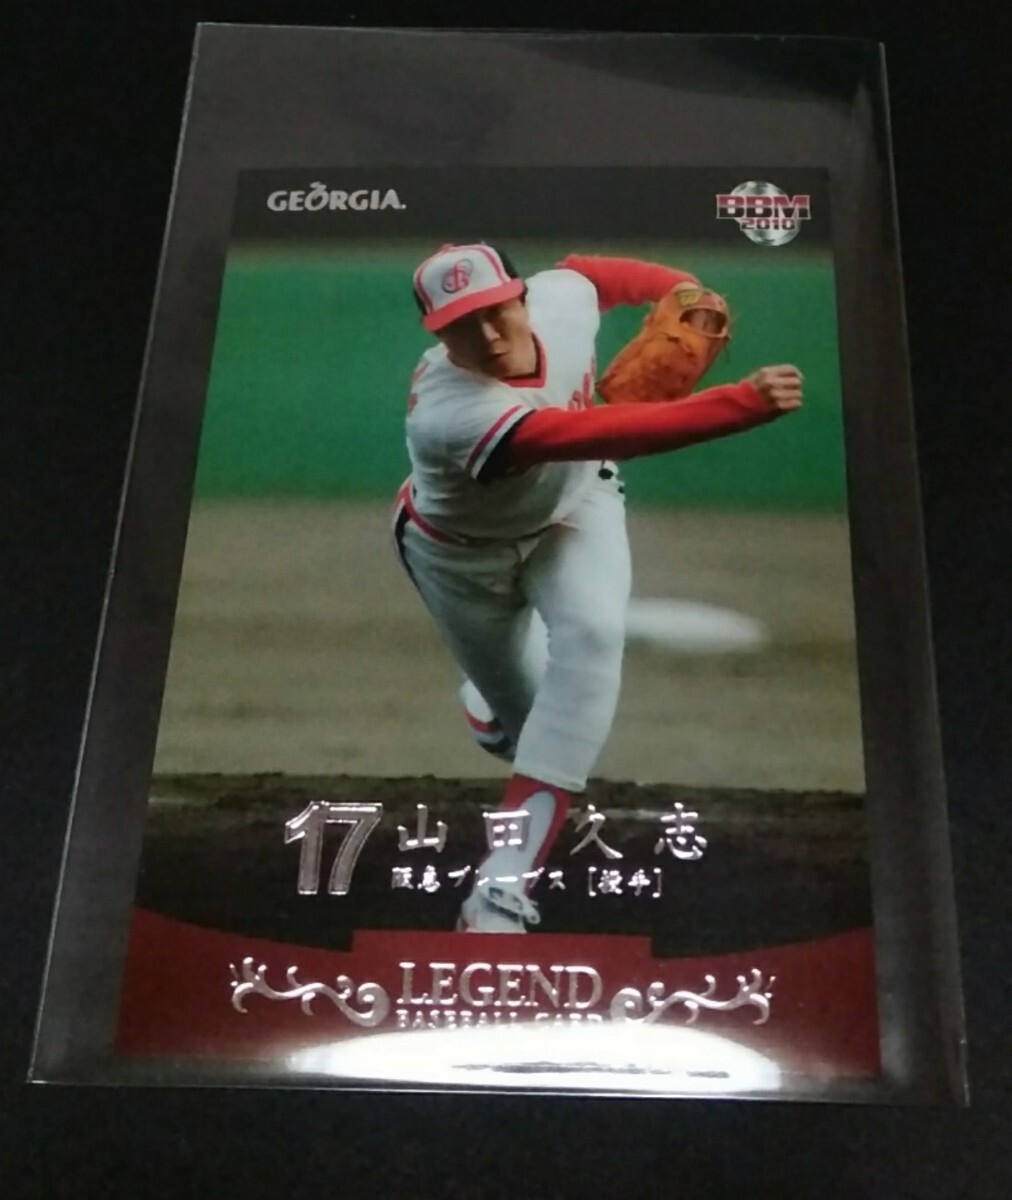 GEORGIA.
BBM
2010
17 山田久志
阪急ブレーブス [投手]
LEGEND
BASEBALL CARD